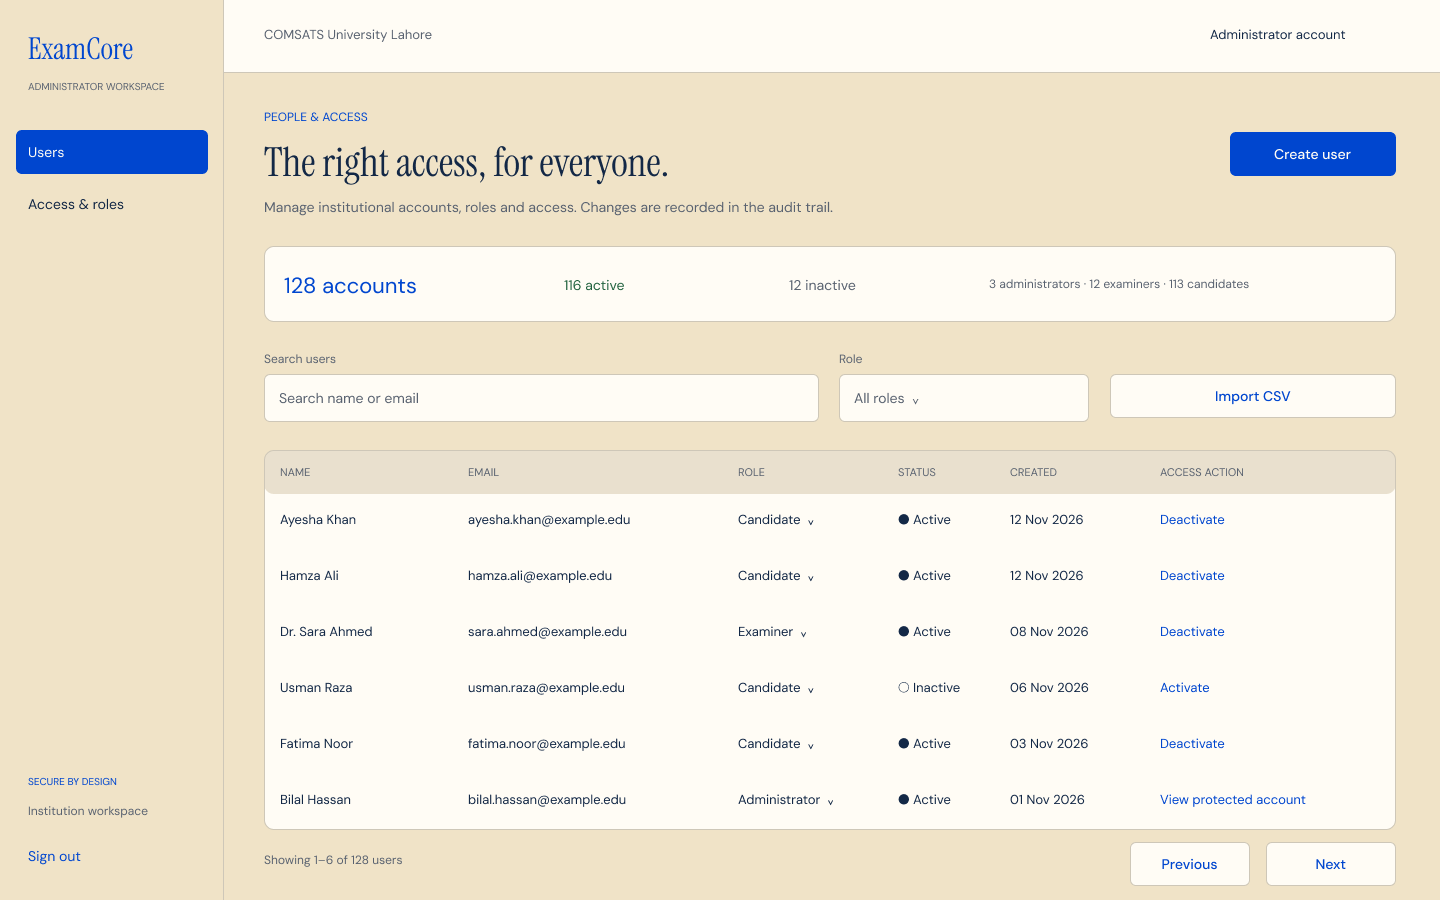 ExamCore
ADMINISTRATOR WORKSPACE
Users
Access & roles
SECURE BY DESIGN
Institution workspace
Sign out
COMSATS University Lahore
Administrator account
PEOPLE & ACCESS
The right access, for everyone.
Manage institutional accounts, roles and access. Changes are recorded in the audit trail.
Create user
128 accounts 116 active 12 inactive 3 administrators · 12 examiners · 113 candidates
Search users Role
Search name or email All roles Import CSV
NAME EMAIL ROLE STATUS CREATED ACCESS ACTION
Ayesha Khan ayesha.khan@example.edu Candidate Active 12 Nov 2026 Deactivate
Hamza Ali hamza.ali@example.edu Candidate Active 12 Nov 2026 Deactivate
Dr. Sara Ahmed sara.ahmed@example.edu Examiner Active 08 Nov 2026 Deactivate
Usman Raza usman.raza@example.edu Candidate Inactive 06 Nov 2026 Activate
Fatima Noor fatima.noor@example.edu Candidate Active 03 Nov 2026 Deactivate
Bilal Hassan bilal.hassan@example.edu Administrator Active 01 Nov 2026 View protected account
Showing 1–6 of 128 users Previous Next